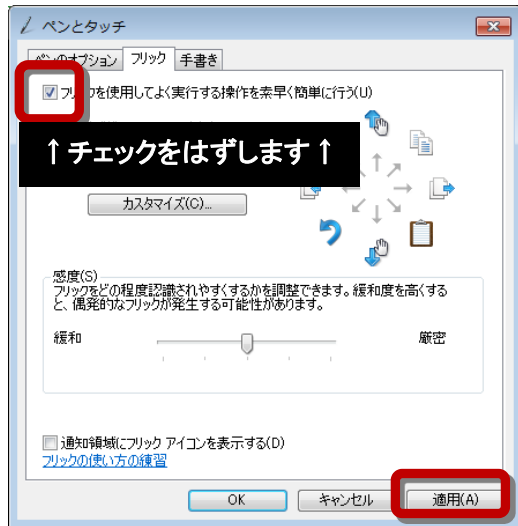 ペンとタッチ
ペンのオプション フリック 手書き
フリックを使用してよく実行する操作を素早く簡単に行う(U)
↑チェックをはずします↑
カスタマイズ(C)...
感度(S)
フリックをどの程度認識されやすくするかを調整できます。緩和度を高くする
と、偶発的なフリックが発生する可能性があります。
緩和 厳密
通知領域にフリック アイコンを表示する(D)
フリックの使い方の練習
OK キャンセル 適用(A)